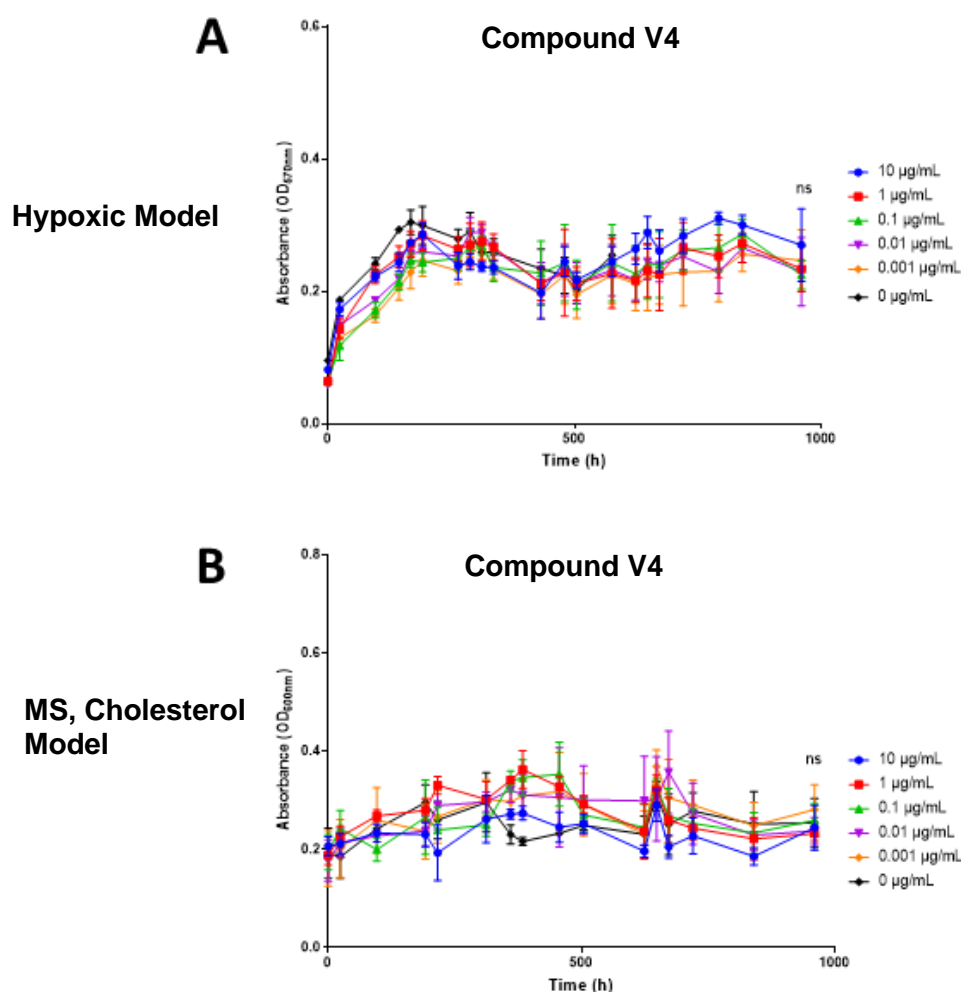 A
Compound V4
Hypoxic Model
Absorbance (OD570nm)
0.6
0.4
0.2
0.0
0
500
1000
Time (h)
ns
10 µg/mL
1 µg/mL
0.1 µg/mL
0.01 µg/mL
0.001 µg/mL
0 µg/mL
B
Compound V4
MS, Cholesterol
Model
Absorbance (OD600nm)
0.8
0.6
0.4
0.2
0.0
0
500
1000
Time (h)
ns
10 µg/mL
1 µg/mL
0.1 µg/mL
0.01 µg/mL
0.001 µg/mL
0 µg/mL